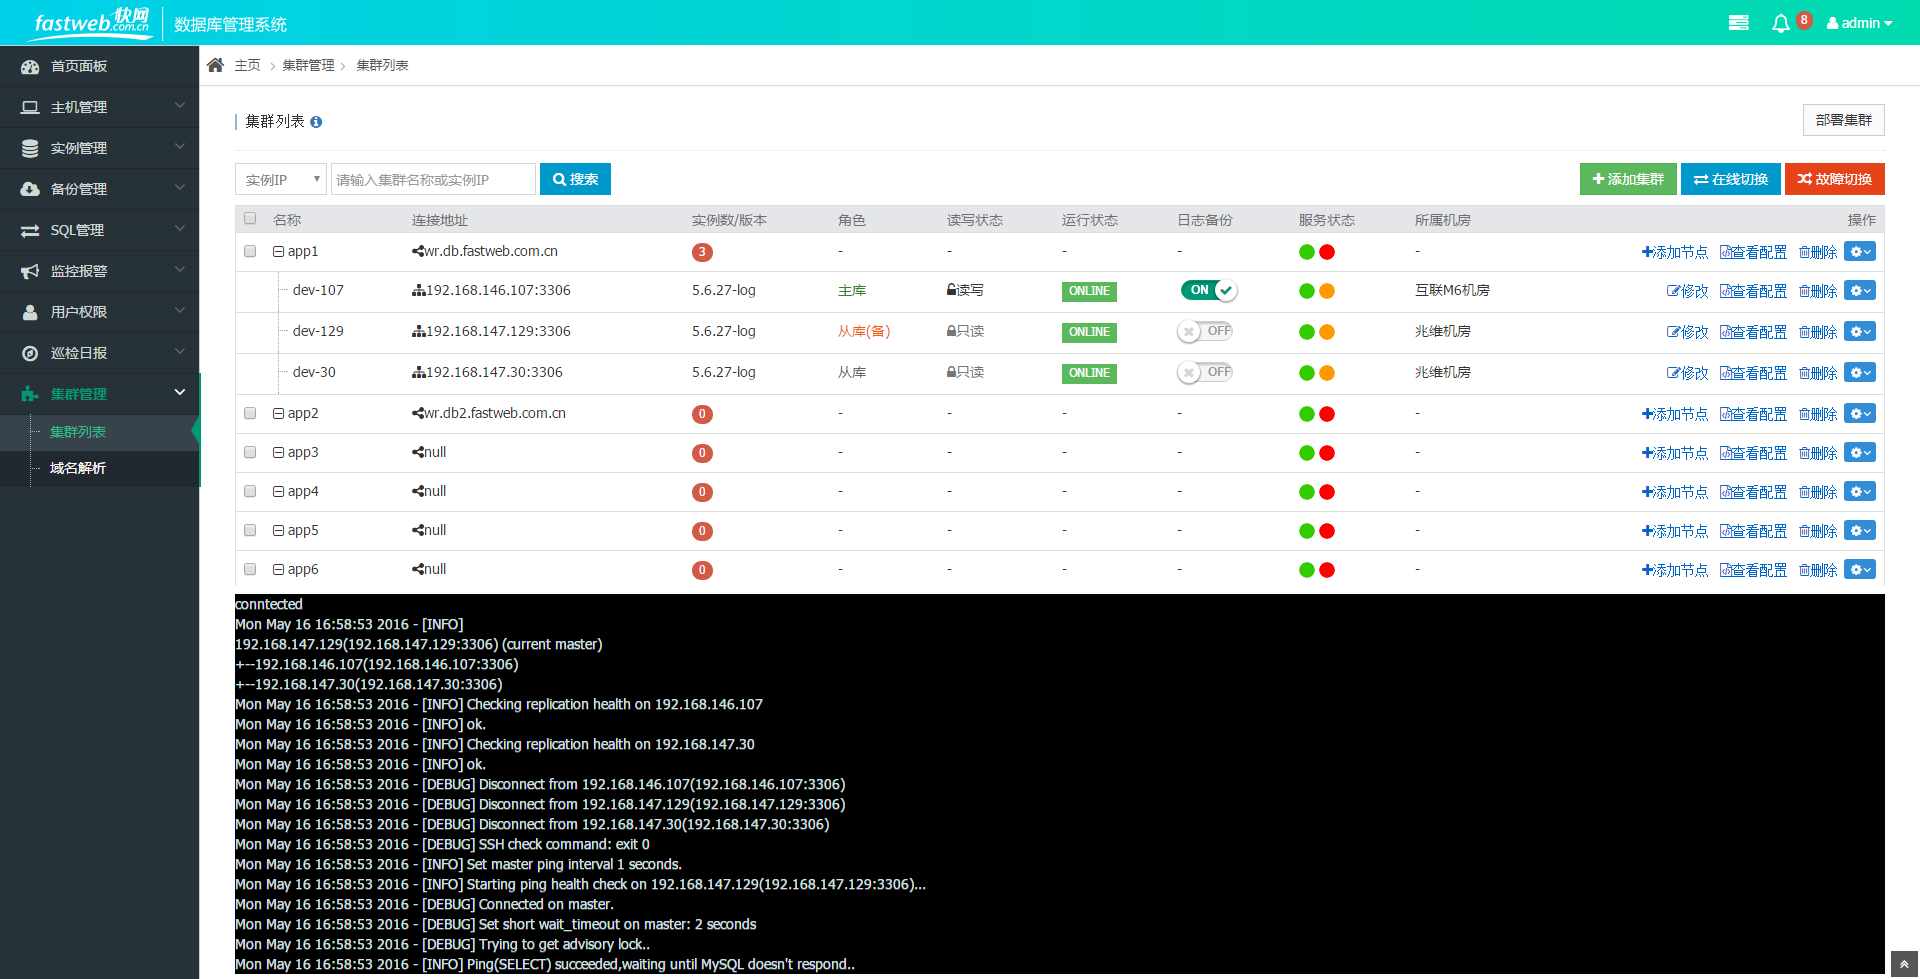 fastweb快网 .com.cn 数据库管理系统
8 admin
首页面板
主机管理
实例管理
备份管理
SQL管理
监控报警
用户权限
巡检日报
集群管理
集群列表
域名解析
主页 > 集群管理 > 集群列表
集群列表
部署集群
实例IP 请输入集群名称或实例IP 搜索 添加集群 在线切换 故障切换
名称 连接地址 实例数/版本 角色 读写状态 运行状态 日志备份 服务状态 所属机房 操作
app1 wr.db.fastweb.com.cn 3 - - - - - 添加节点 查看配置 删除
dev-107 192.168.146.107:3306 5.6.27-log 主库 读写 ONLINE ON 互联M6机房 修改 查看配置 删除
dev-129 192.168.147.129:3306 5.6.27-log 从库(备) 只读 ONLINE OFF 兆维机房 修改 查看配置 删除
dev-30 192.168.147.30:3306 5.6.27-log 从库 只读 ONLINE OFF 兆维机房 修改 查看配置 删除
app2 wr.db2.fastweb.com.cn 0 - - - - - 添加节点 查看配置 删除
app3 null 0 - - - - - 添加节点 查看配置 删除
app4 null 0 - - - - - 添加节点 查看配置 删除
app5 null 0 - - - - - 添加节点 查看配置 删除
app6 null 0 - - - - - 添加节点 查看配置 删除
conntected
Mon May 16 16:58:53 2016 - [INFO]
192.168.147.129(192.168.147.129:3306) (current master)
+--192.168.146.107(192.168.146.107:3306)
+--192.168.147.30(192.168.147.30:3306)
Mon May 16 16:58:53 2016 - [INFO] Checking replication health on 192.168.146.107
Mon May 16 16:58:53 2016 - [INFO] ok.
Mon May 16 16:58:53 2016 - [INFO] Checking replication health on 192.168.147.30
Mon May 16 16:58:53 2016 - [INFO] ok.
Mon May 16 16:58:53 2016 - [DEBUG] Disconnect from 192.168.146.107(192.168.146.107:3306)
Mon May 16 16:58:53 2016 - [DEBUG] Disconnect from 192.168.147.129(192.168.147.129:3306)
Mon May 16 16:58:53 2016 - [DEBUG] Disconnect from 192.168.147.30(192.168.147.30:3306)
Mon May 16 16:58:53 2016 - [DEBUG] SSH check command: exit 0
Mon May 16 16:58:53 2016 - [INFO] Set master ping interval 1 seconds.
Mon May 16 16:58:53 2016 - [INFO] Starting ping health check on 192.168.147.129(192.168.147.129:3306)...
Mon May 16 16:58:53 2016 - [DEBUG] Connected on master.
Mon May 16 16:58:53 2016 - [DEBUG] Set short wait_timeout on master: 2 seconds
Mon May 16 16:58:53 2016 - [DEBUG] Trying to get advisory lock..
Mon May 16 16:58:53 2016 - [INFO] Ping(SELECT) succeeded,waiting until MySQL doesn't respond..